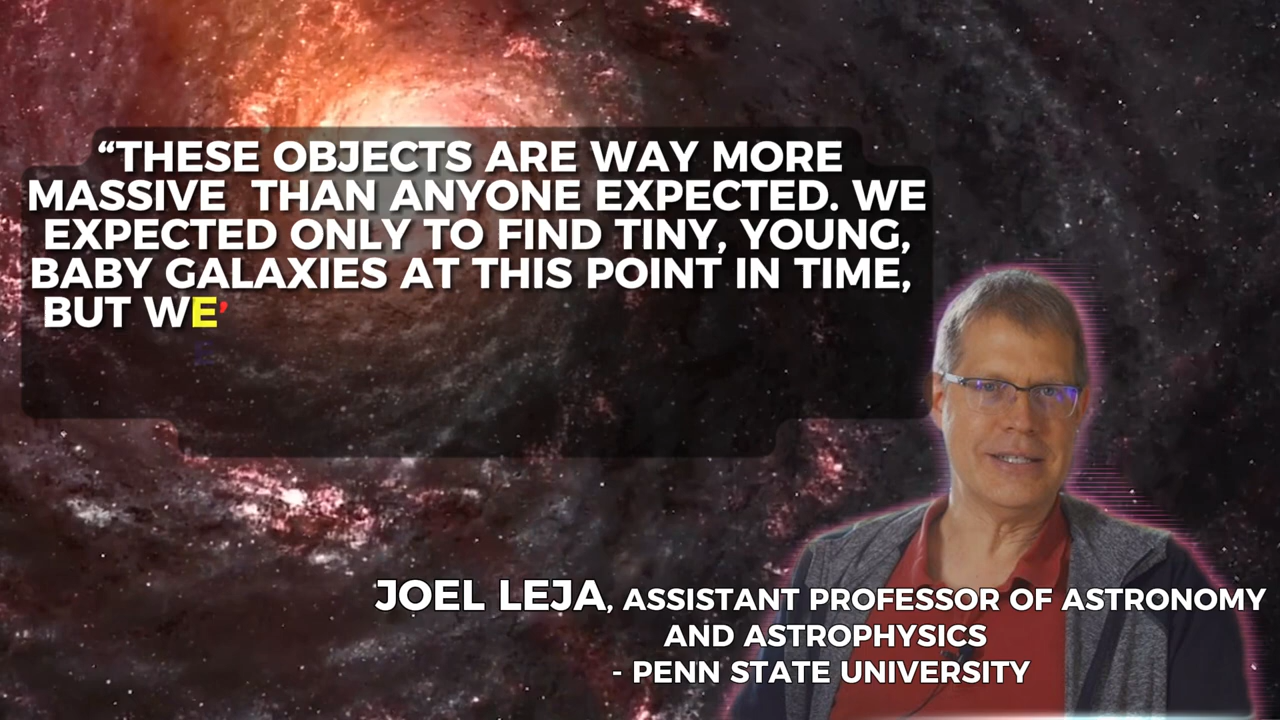 “THESE OBJECTS ARE WAY MORE
MASSIVE THAN ANYONE EXPECTED. WE
EXPECTED ONLY TO FIND TINY, YOUNG,
BABY GALAXIES AT THIS POINT IN TIME,
BUT WE’
JOEL LEJA, ASSISTANT PROFESSOR OF ASTRONOMY
AND ASTROPHYSICS
- PENN STATE UNIVERSITY